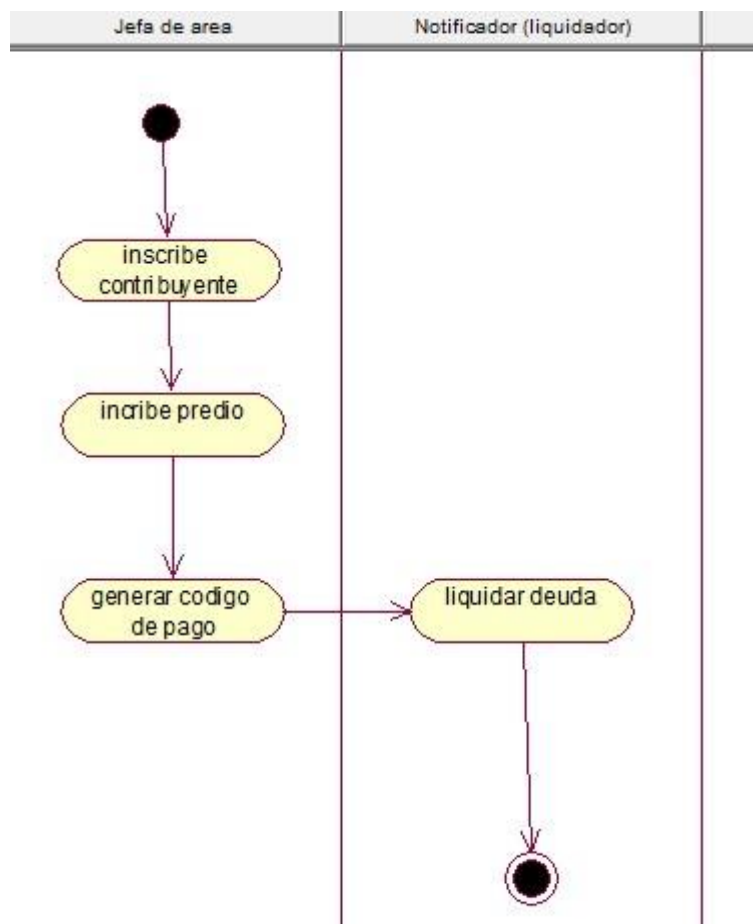 Jefa de area
Notificador (liquidador)
inscribe
contribuyente
incribe predio
generar codigo
de pago
liquidar deuda